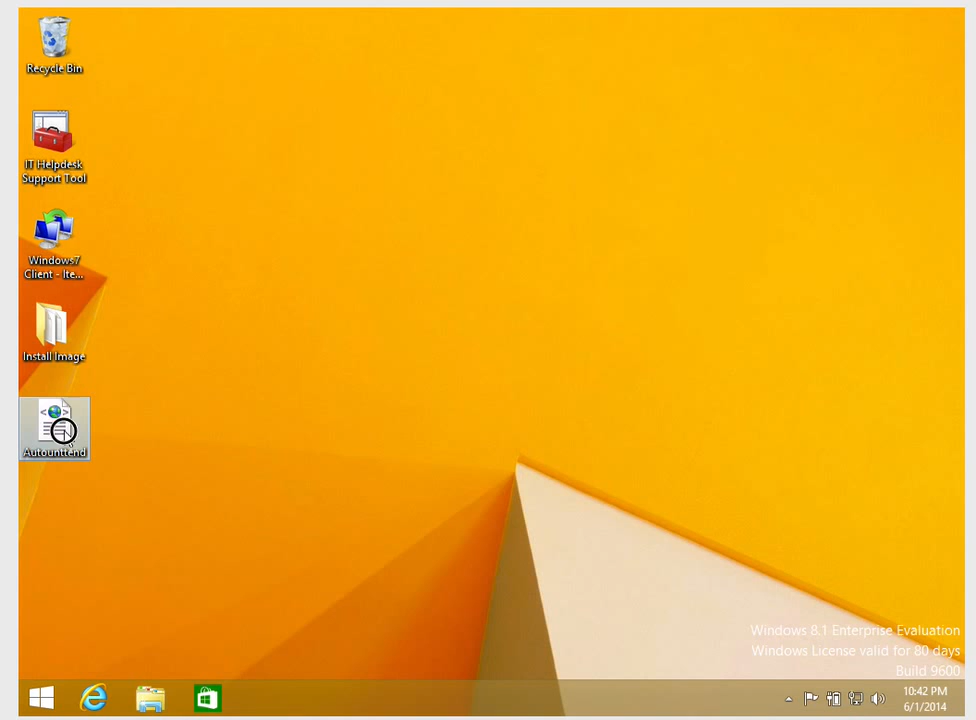 Recycle Bin
IT Helpdesk
Support Tool
Windows7
Client - Ite...
Install Image
Autounttend
Windows 8.1 Enterprise Evaluation
Windows License valid for 80 days
Build 9600
10:42 PM
6/1/2014